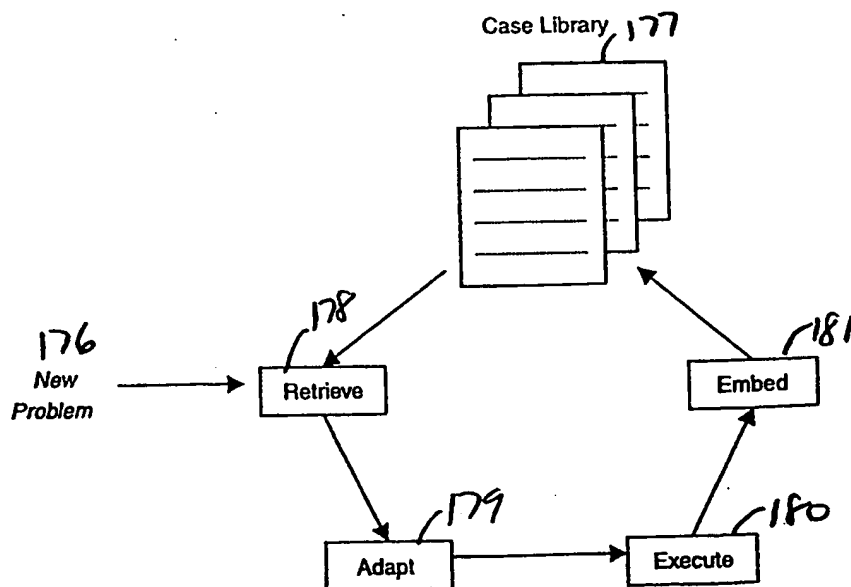 Case Library
177
178
176
New
Problem
Retrieve
181
Embed
179
Adapt
180
Execute